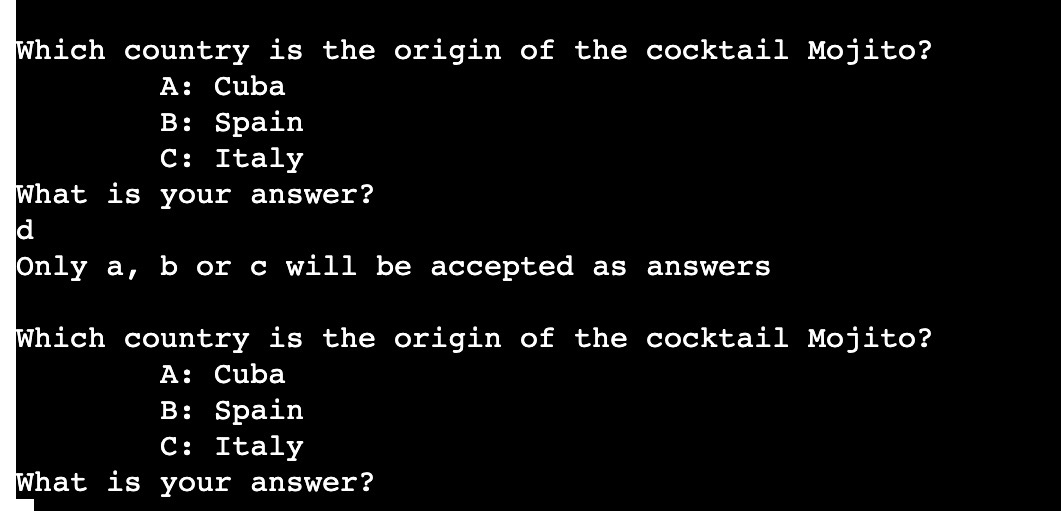 Which country is the origin of the cocktail Mojito?
A: Cuba
B: Spain
C: Italy
What is your answer?
d
Only a, b or c will be accepted as answers
Which country is the origin of the cocktail Mojito?
A: Cuba
B: Spain
C: Italy
What is your answer?